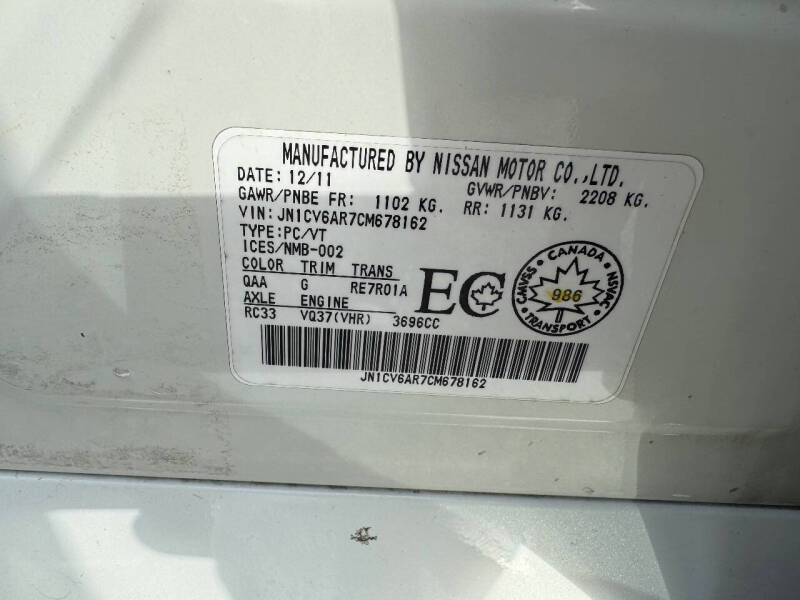 MANUFACTURED BY NISSAN MOTOR CO.,LTD.
DATE: 12/11 GVWR/PNBV: 2208 KG.
GAWR/PNBE FR: 1102 KG. RR: 1131 KG.
VIN: JN1CV6AR7CM678162
TYPE: PC/VT
ICES/NMB-002
COLOR TRIM TRANS
QAA G RE7R01A
AXLE ENGINE
RC33 VQ37(VHR) 3696CC
EC
CANADA
CMVSS
NSVAC
986
TRANSPORT
JN1CV6AR7CM678162